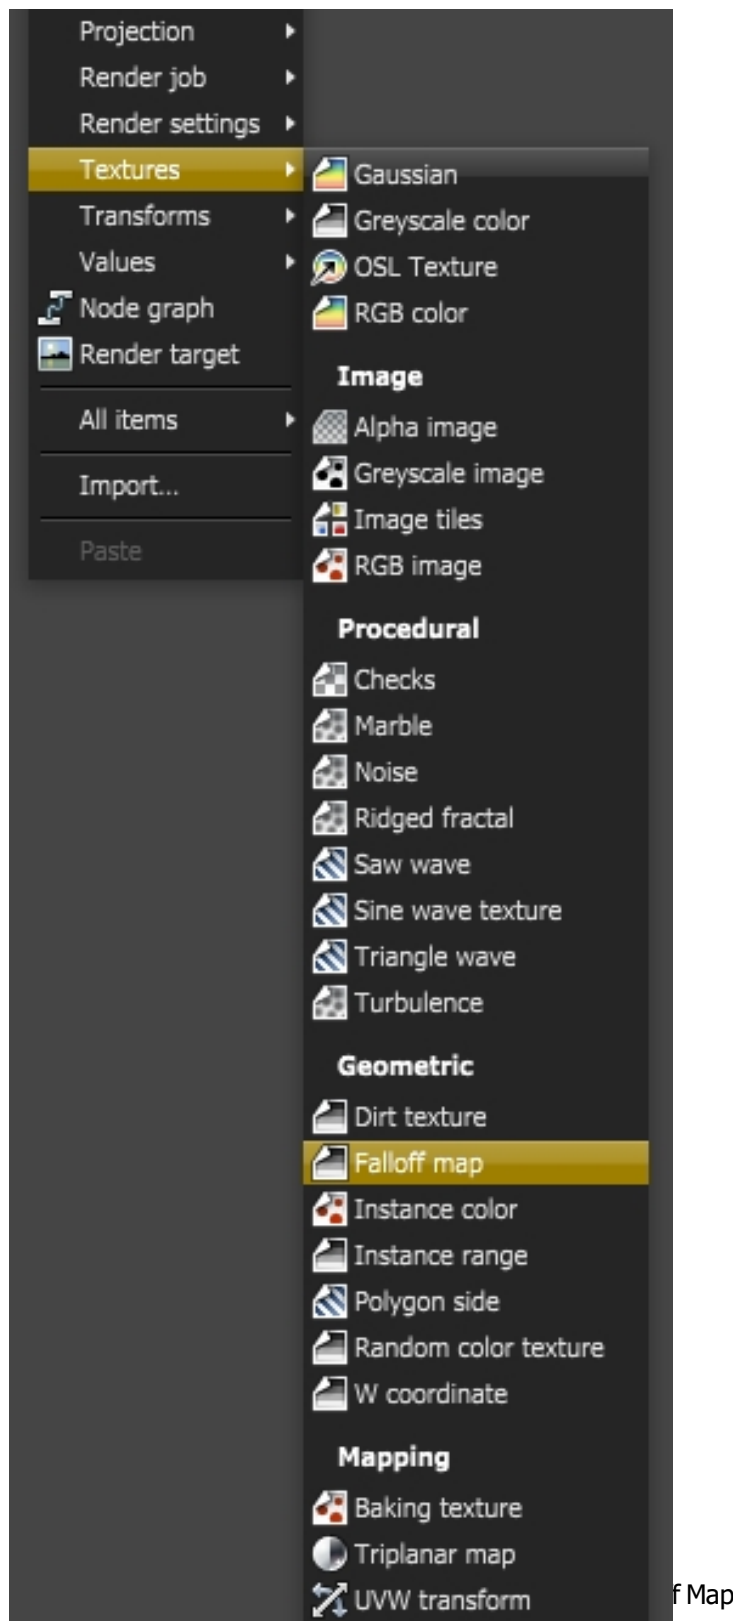 Projection
Render job
Render settings
Textures
Transforms
Values
Node graph
Render target
All items
Import...
Paste
Gaussian
Greyscale color
OSL Texture
RGB color
Image
Alpha image
Greyscale image
Image tiles
RGB image
Procedural
Checks
Marble
Noise
Ridged fractal
Saw wave
Sine wave texture
Triangle wave
Turbulence
Geometric
Dirt texture
Falloff map
Instance color
Instance range
Polygon side
Random color texture
W coordinate
Mapping
Baking texture
Triplanar map
UVW transform
f Map